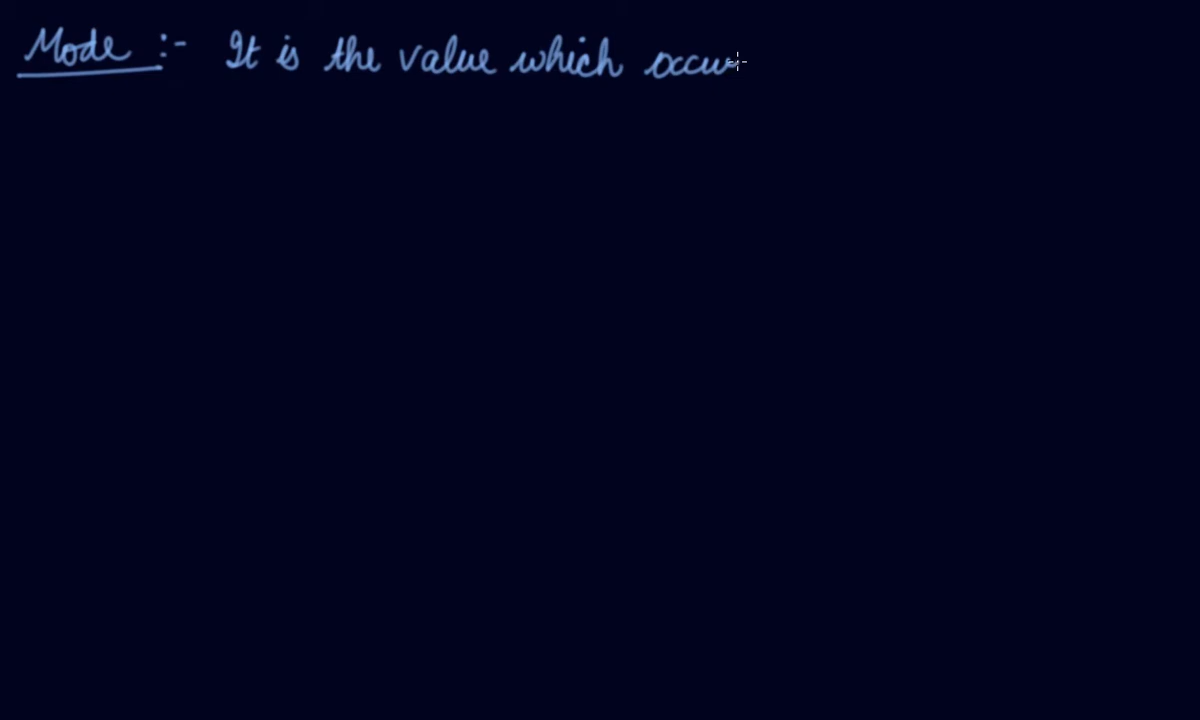 Mode :- It is the value which occu